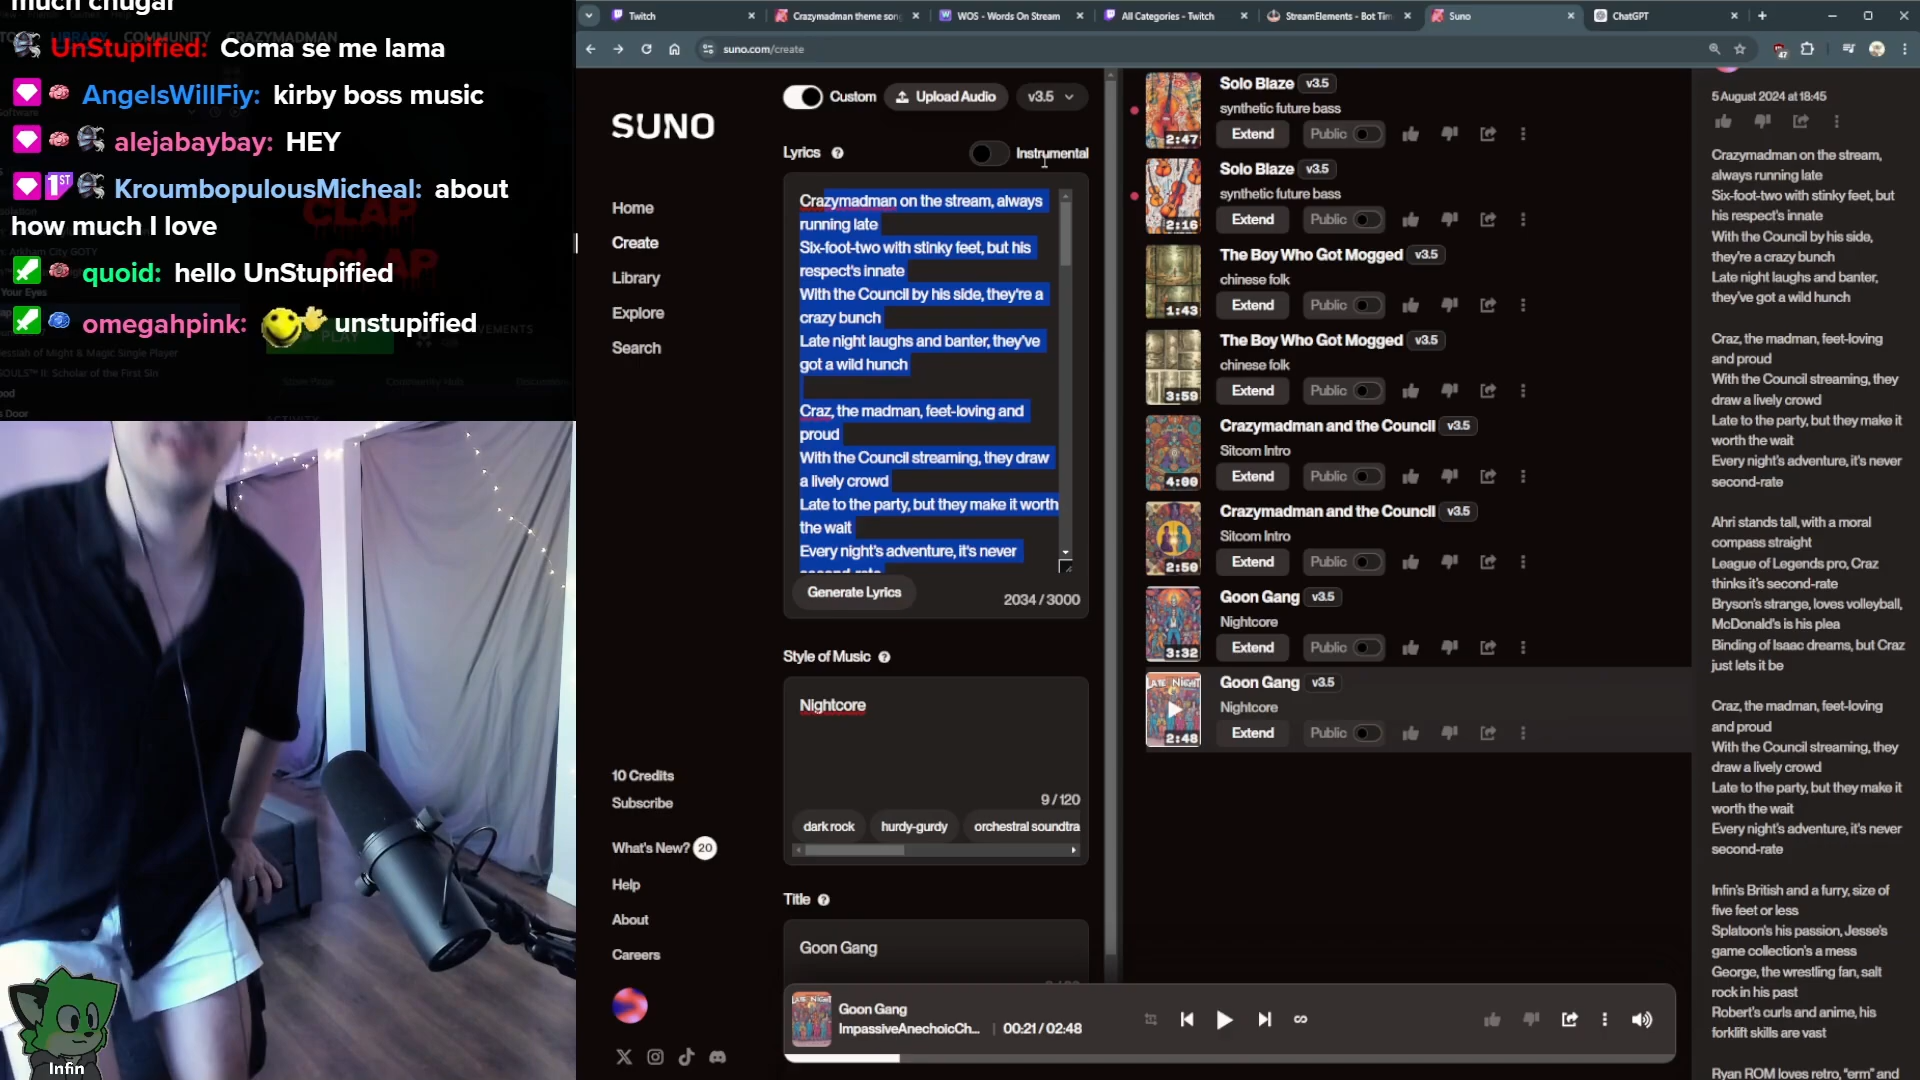 much chugar
UnStupified: Coma se me lama
AngelsWillFiy: kirby boss music
alejabaybay: HEY
KroumbopulousMicheal: about
how much I love
quoid: hello UnStupified
omegahpink: unstupified
COMMUNITY CRAZYMADMAN
CLAP
CLAP
PLAY
Infin
Twitch
Crazymadman theme son
WOS - Words On Stream
All Categories - Twitch
StreamElements - Bot Tim
Suno
ChatGPT
suno.com/create
47
SUNO
Home
Create
Library
Explore
Search
10 Credits
Subscribe
What's New? 20
Help
About
Careers
Custom
Upload Audio
v3.5
Lyrics
Instrumental
Crazymadman on the stream, always
running late
Six-foot-two with stinky feet, but his
respect's innate
With the Council by his side, they're a
crazy bunch
Late night laughs and banter, they've
got a wild hunch
Craz, the madman, feet-loving and
proud
With the Council streaming, they draw
a lively crowd
Late to the party, but they make it worth
the wait
Every night's adventure, it's never
second-rate
Generate Lyrics
2034 / 3000
Style of Music
Nightcore
9 / 120
dark rock
hurdy-gurdy
orchestral soundtra
Title
Goon Gang
Solo Blaze v3.5
synthetic future bass
2:47
Extend
Public
Solo Blaze v3.5
synthetic future bass
2:16
Extend
Public
The Boy Who Got Mogged v3.5
chinese folk
1:43
Extend
Public
The Boy Who Got Mogged v3.5
chinese folk
3:59
Extend
Public
Crazymadman and the Council v3.5
Sitcom Intro
4:00
Extend
Public
Crazymadman and the Council v3.5
Sitcom Intro
2:50
Extend
Public
Goon Gang v3.5
Nightcore
3:32
Extend
Public
LATE NIGHT
Goon Gang v3.5
Nightcore
2:48
Extend
Public
Goon Gang
ImpassiveAnechoicCh...
00:21 / 02:48
5 August 2024 at 18:45
Crazymadman on the stream,
always running late
Six-foot-two with stinky feet, but
his respect's innate
With the Council by his side,
they're a crazy bunch
Late night laughs and banter,
they've got a wild hunch
Craz, the madman, feet-loving
and proud
With the Council streaming, they
draw a lively crowd
Late to the party, but they make it
worth the wait
Every night's adventure, it's never
second-rate
Ahri stands tall, with a moral
compass straight
League of Legends pro, Craz
thinks it's second-rate
Bryson's strange, loves volleyball,
McDonald's is his plea
Binding of Isaac dreams, but Craz
just lets it be
Craz, the madman, feet-loving
and proud
With the Council streaming, they
draw a lively crowd
Late to the party, but they make it
worth the wait
Every night's adventure, it's never
second-rate
Infin's British and a furry, size of
five feet or less
Splatoon's his passion, Jesse's
game collection's a mess
George, the wrestling fan, salt
rock in his past
Robert's curls and anime, his
forklift skills are vast
Ryan ROM loves retro, "erm" and